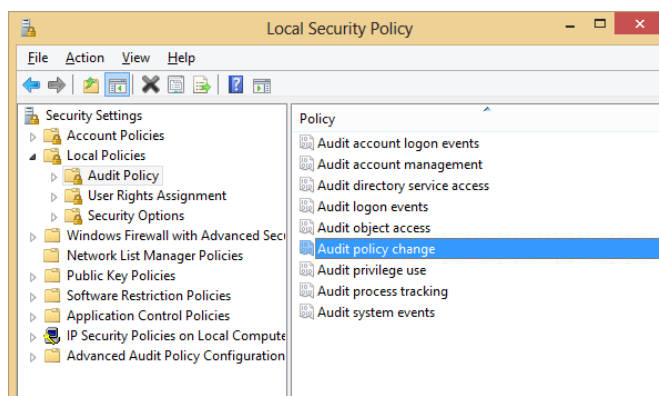 Local Security Policy
File Action View Help
Security Settings
Account Policies
Local Policies
Audit Policy
User Rights Assignment
Security Options
Windows Firewall with Advanced Secu
Network List Manager Policies
Public Key Policies
Software Restriction Policies
Application Control Policies
IP Security Policies on Local Compute
Advanced Audit Policy Configuration
Policy
Audit account logon events
Audit account management
Audit directory service access
Audit logon events
Audit object access
Audit policy change
Audit privilege use
Audit process tracking
Audit system events